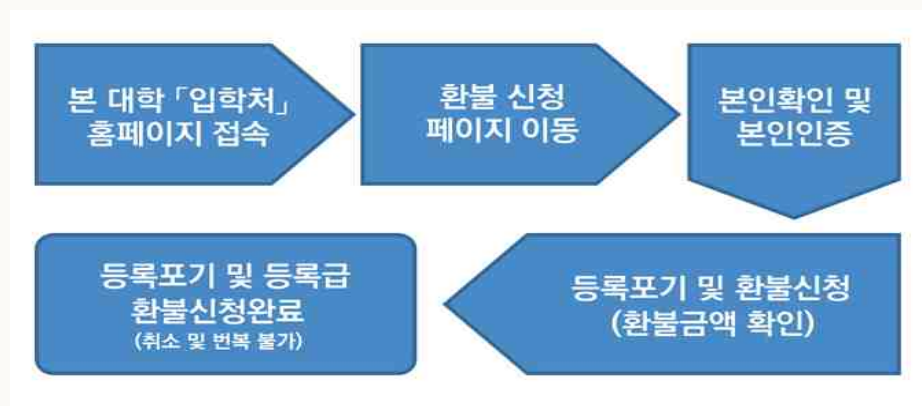 본 대학 「입학처」
홈페이지 접속
환불 신청
페이지 이동
본인확인 및
본인인증
등록포기 및 환불신청
(환불금액 확인)
등록포기 및 등록급
환불신청완료
(취소 및 번복 불가)